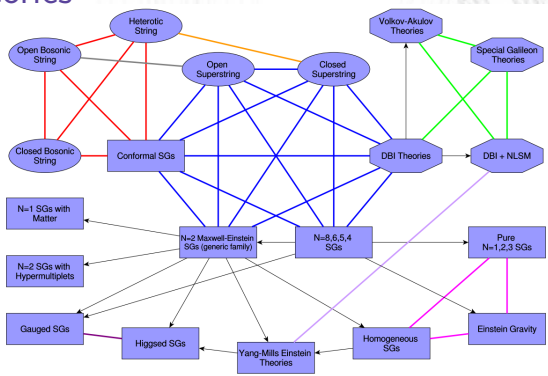 Heterotic
String
Volkov-Akulov
Theories
Open Bosonic
String
Open
Superstring
Closed
Superstring
Special Galileon
Theories
Closed Bosonic
String
Conformal SGs
DBI Theories
DBI + NLSM
N=1 SGs with
Matter
N=2 Maxwell-Einstein
SGs (generic family)
N=8,6,5,4
SGs
Pure
N=1,2,3 SGs
N=2 SGs with
Hypermultiplets
Gauged SGs
Higgsed SGs
Yang-Mills Einstein
Theories
Homogeneous
SGs
Einstein Gravity